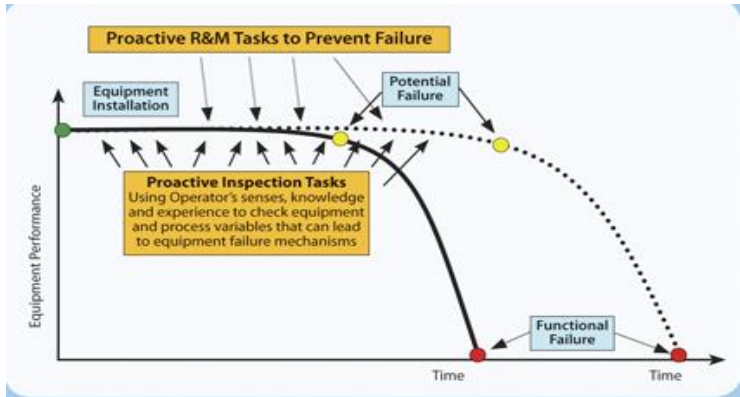 Proactive R&M Tasks to Prevent Failure
Equipment
Installation
Potential
Failure
Proactive Inspection Tasks
Using Operator's senses, knowledge
and experience to check equipment
and process variables that can lead
to equipment failure mechanisms
Equipment Performance
Functional
Failure
Time
Time